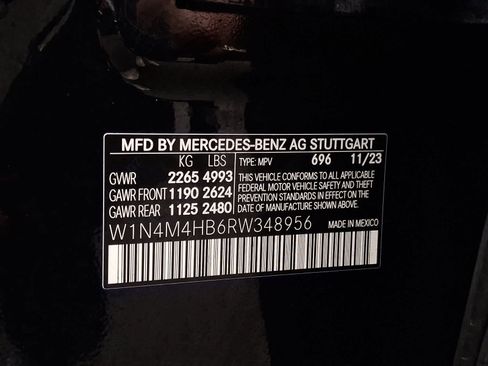 MFD BY MERCEDES-BENZ AG STUTTGART
KG LBS TYPE: MPV 696 11/23
GVWR 2265 4993
GAWR FRONT 1190 2624
GAWR REAR 1125 2480
THIS VEHICLE CONFORMS TO ALL APPLICABLE
FEDERAL MOTOR VEHICLE SAFETY AND THEFT
PREVENTION STANDARDS IN EFFECT ON THE
DATE OF MANUFACTURE SHOWN ABOVE.
W1N4M4HB6RW348956 MADE IN MEXICO